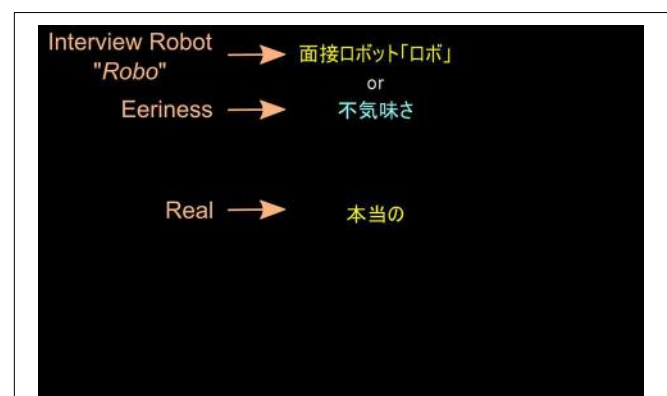 Interview Robot
"Robo"
面接ロボット「ロボ」
or
Eeriness
不気味さ
Real
本当の